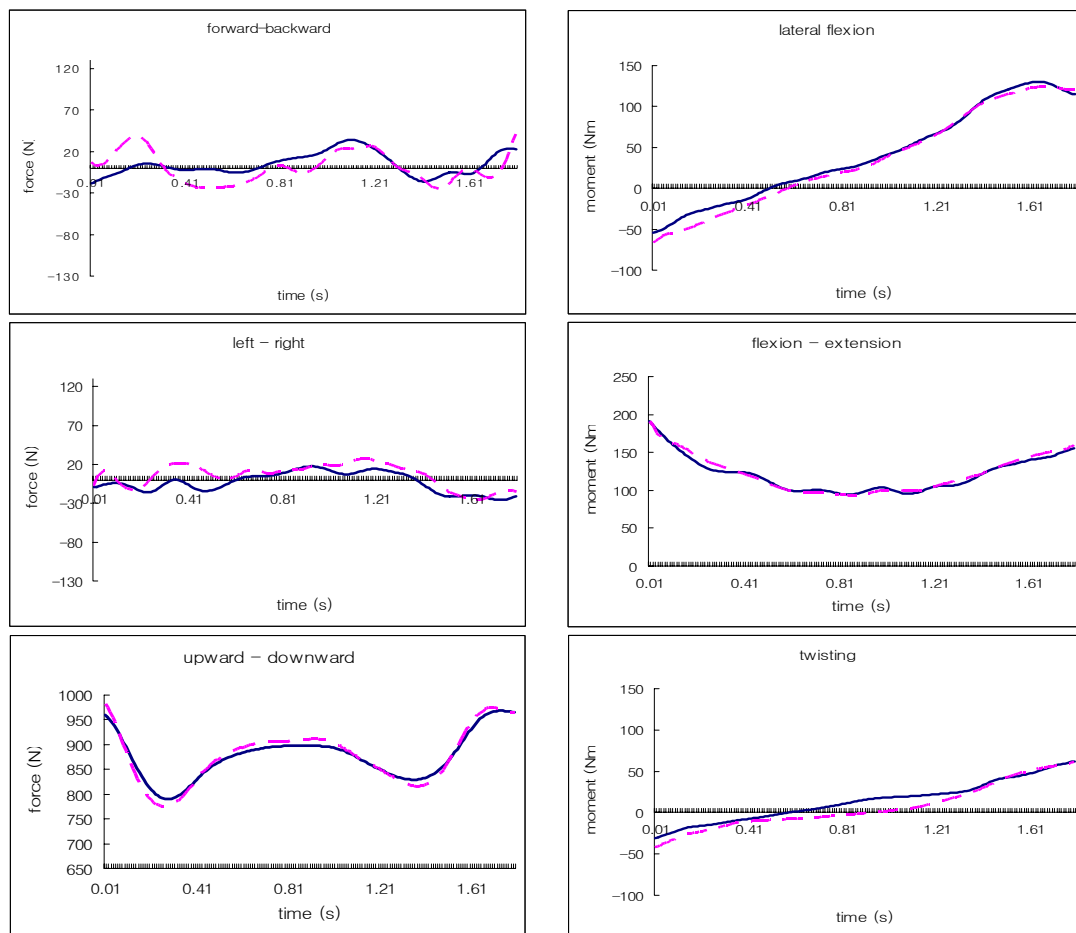 forward-backward
force (N)
120
70
20
-30
-80
-130
0.01 0.41 0.81 1.21 1.61
time (s)
lateral flexion
moment (Nm
150
100
50
0
-50
-100
0.01 0.41 0.81 1.21 1.61
time (s)
left - right
force (N)
120
70
20
-30
-80
-130
0.01 0.41 0.81 1.21 1.61
time (s)
flexion - extension
moment (Nm
250
200
150
100
50
0
0.01 0.41 0.81 1.21 1.61
time (s)
upward - downward
force (N)
1000
950
900
850
800
750
700
650
0.01 0.41 0.81 1.21 1.61
time (s)
twisting
moment (Nm
150
100
50
0
-50
-100
0.01 0.41 0.81 1.21 1.61
time (s)